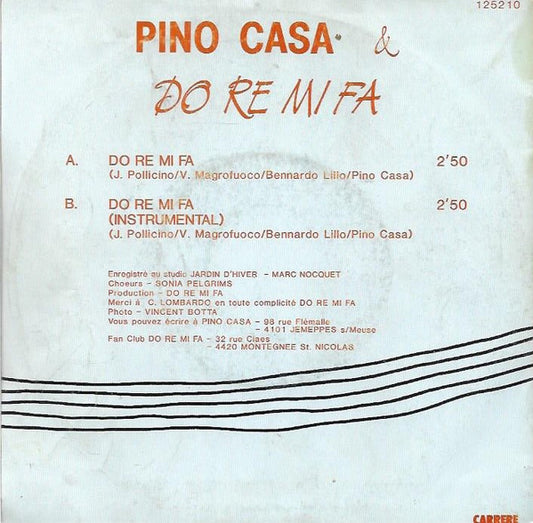 125210
PINO CASA &
DO RE MI FA
A. DO RE MI FA 2'50
(J. Pollicino/V. Magrofuoco/Bennardo Lillo/Pino Casa)
B. DO RE MI FA 2'50
(INSTRUMENTAL)
(J. Pollicino/V. Magrofuoco/Bennardo Lillo/Pino Casa)
Enregistré au studio JARDIN D'HIVER - MARC NOCQUET
Choeurs - SONIA PELGRIMS
Production - DO RE MI FA
Merci à C. LOMBARDO en toute complicité DO RE MI FA
Photo - VINCENT BOTTA
Vous pouvez écrire à PINO CASA - 98 rue Flémalle
- 4101 JEMEPPES s/Meuse
Fan Club DO RE MI FA - 32 rue Claes
- 4420 MONTEGNEE St. NICOLAS
CARRERE